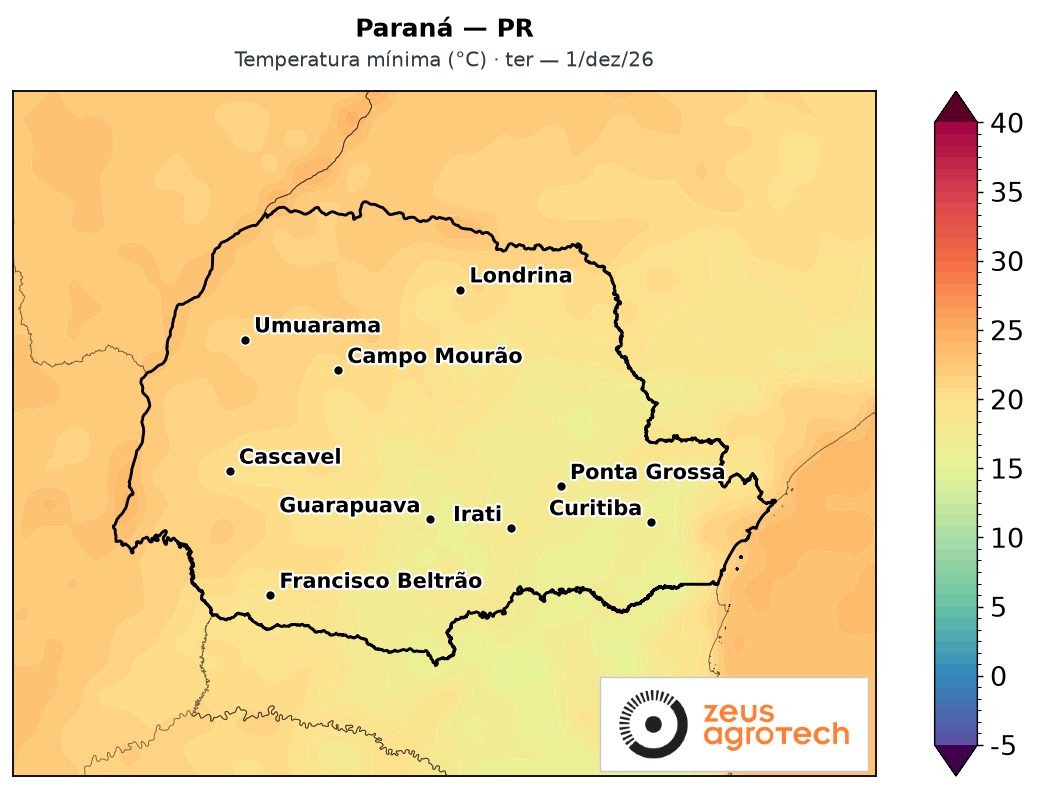 Paraná — PR
Temperatura mínima (°C) · ter — 1/dez/26
Londrina
Umuarama
Campo Mourão
Cascavel
Ponta Grossa
Guarapuava
Irati
Curitiba
Francisco Beltrão
zeus
agrotech
40
35
30
25
20
15
10
5
0
-5